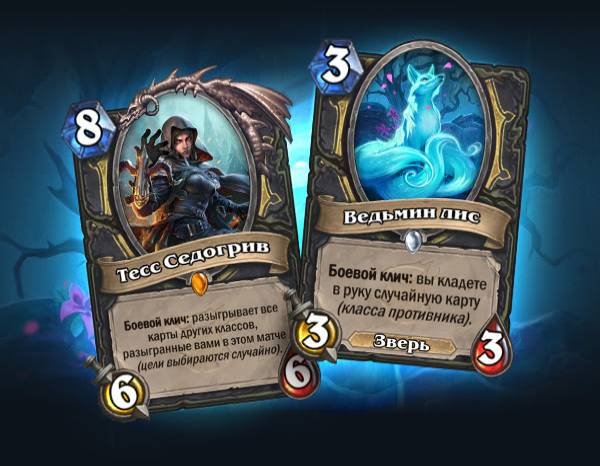 8
Тесс Седогрив
Боевой клич: разыгрывает все
карты других классов,
разыгранные вами в этом матче
(цели выбираются случайно).
6
6
3
Ведьмин лис
Боевой клич: вы кладете
в руку случайную карту
(класса противника).
3
Зверь
3